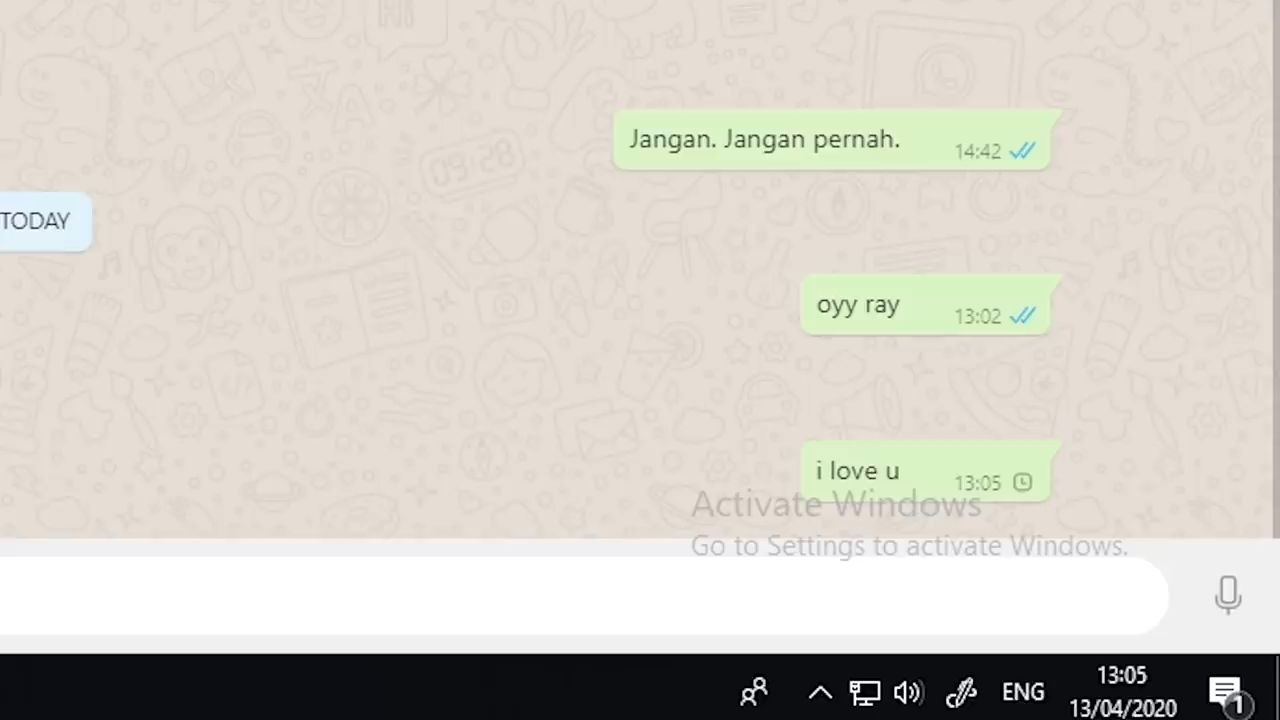 Jangan. Jangan pernah. 14:42
TODAY
oyy ray 13:02
i love u 13:05
Activate Windows
Go to Settings to activate Windows.
ENG
13:05
13/04/2020
1